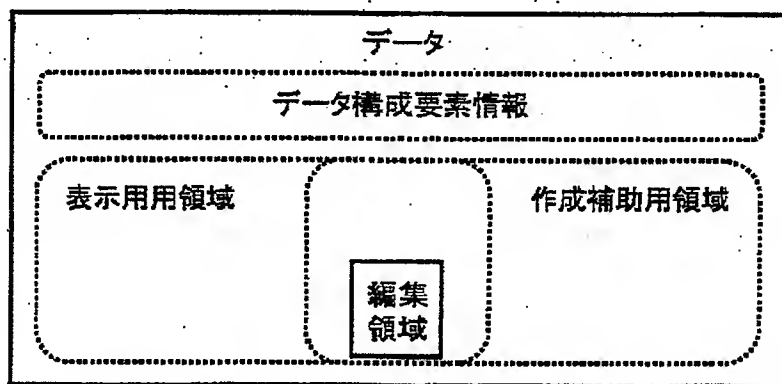 データ
データ構成要素情報
表示用用領域
作成補助用領域
編集
領域